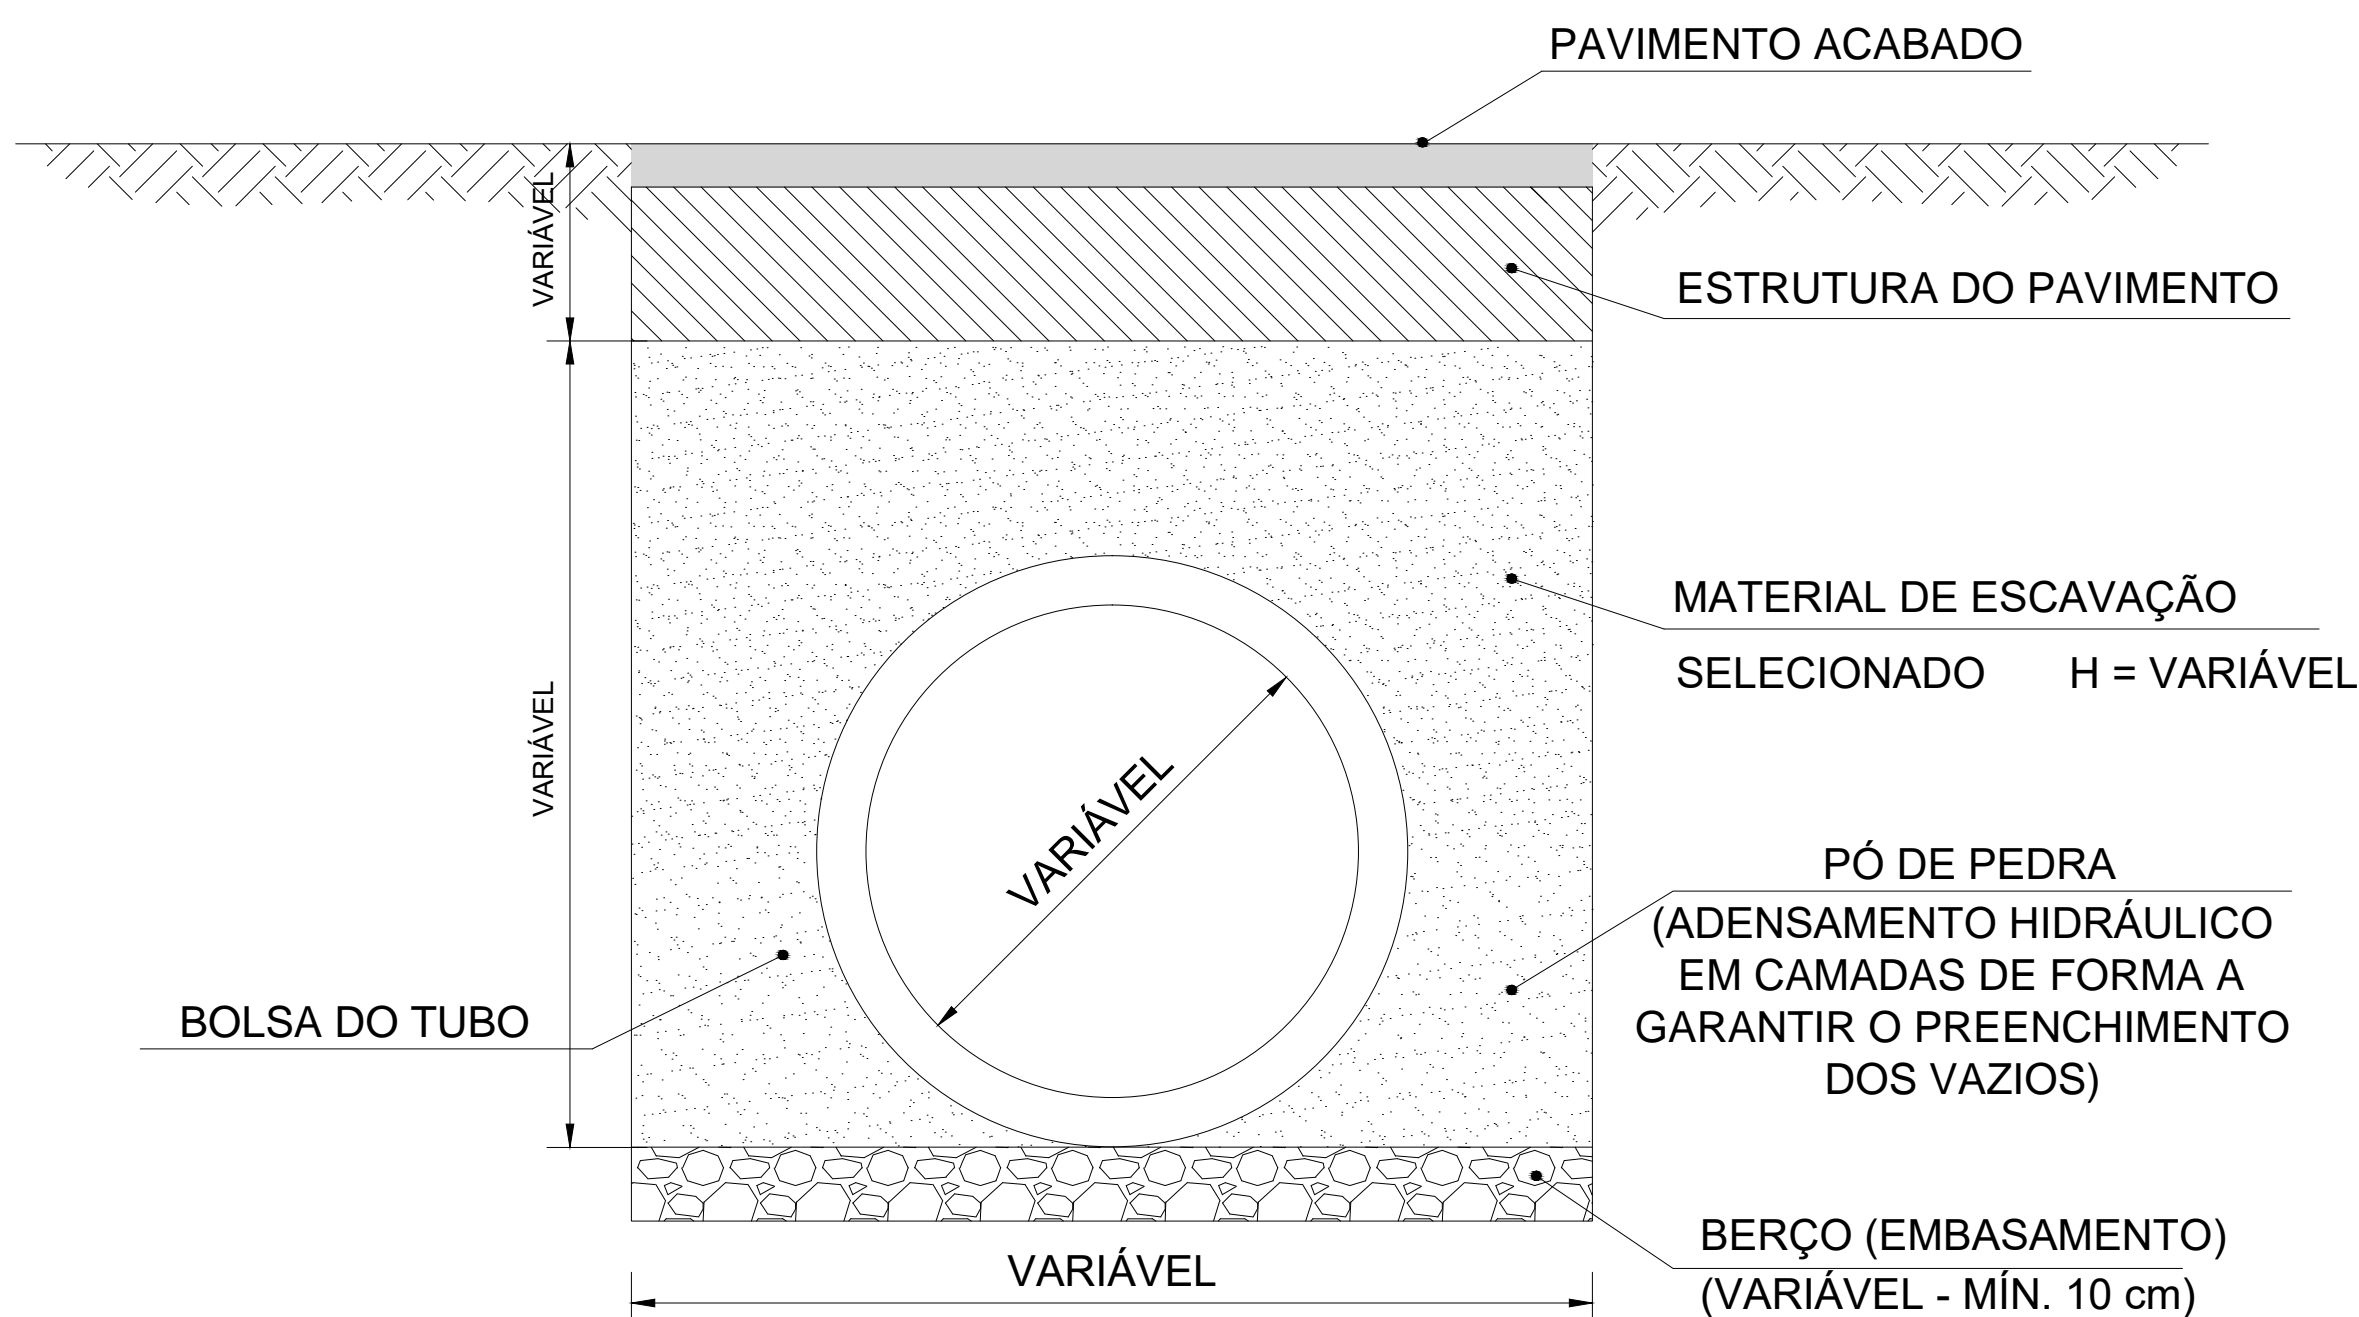 PAVIMENTO ACABADO
VARIÁVEL
ESTRUTURA DO PAVIMENTO
MATERIAL DE ESCAVAÇÃO
SELECIONADO H = VARIÁVEL
VARIÁVEL
VARIÁVEL
PÓ DE PEDRA
(ADENSAMENTO HIDRÁULICO
EM CAMADAS DE FORMA A
GARANTIR O PREENCHIMENTO
DOS VAZIOS)
BOLSA DO TUBO
BERÇO (EMBASAMENTO)
(VARIÁVEL - MÍN. 10 cm)
VARIÁVEL